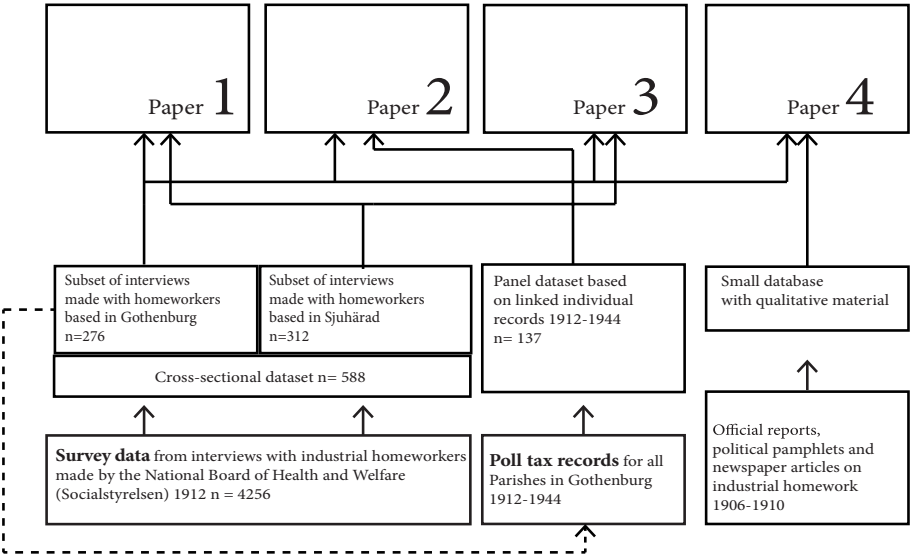 Paper 1
Paper 2
Paper 3
Paper 4
Subset of interviews
made with homeworkers
based in Gothenburg
n=276
Subset of interviews
made with homeworkers
based in Sjuhärad
n=312
Cross-sectional dataset n= 588
Panel dataset based
on linked individual
records 1912-1944
n= 137
Small database
with qualitative material
Survey data from interviews with industrial homeworkers
made by the National Board of Health and Welfare
(Socialstyrelsen) 1912 n = 4256
Poll tax records for all
Parishes in Gothenburg
1912-1944
Official reports,
political pamphlets and
newspaper articles on
industrial homework
1906-1910